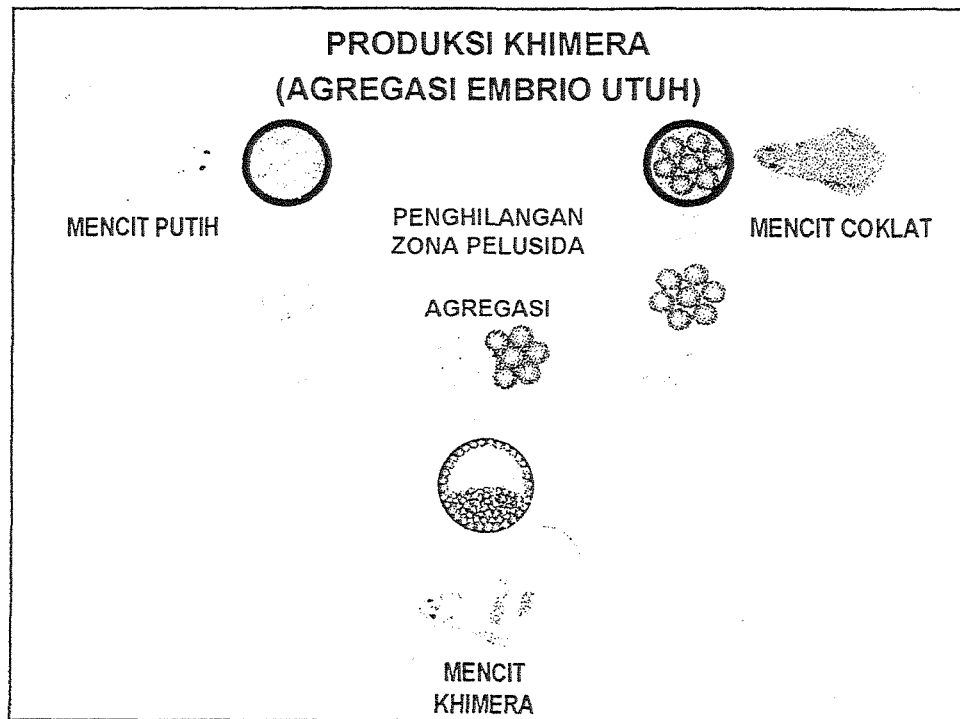 PRODUKSI KHIMERA
(AGREGASI EMBRIO UTUH)
MENCIT PUTIH
PENGHILANGAN
ZONA PELUSIDA
MENCIT COKLAT
AGREGASI
MENCIT
KHIMERA